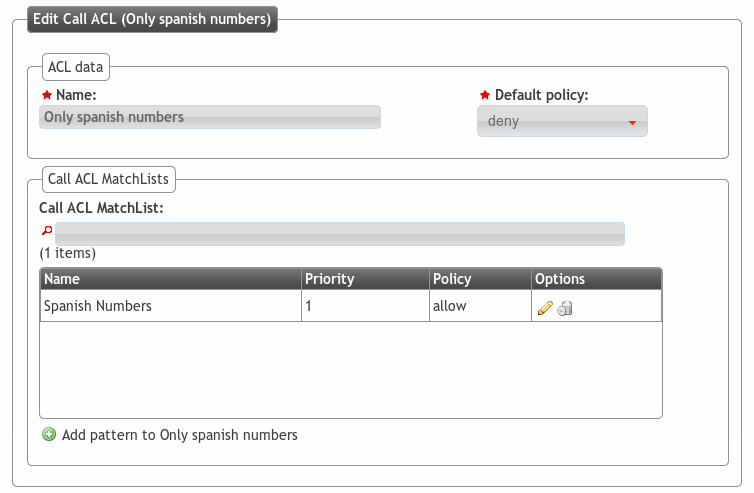 Edit Call ACL (Only spanish numbers)
ACL data
Name: Default policy:
Only spanish numbers deny
Call ACL MatchLists
Call ACL MatchList:
(1 items)
Name Priority Policy Options
Spanish Numbers 1 allow
Add pattern to Only spanish numbers